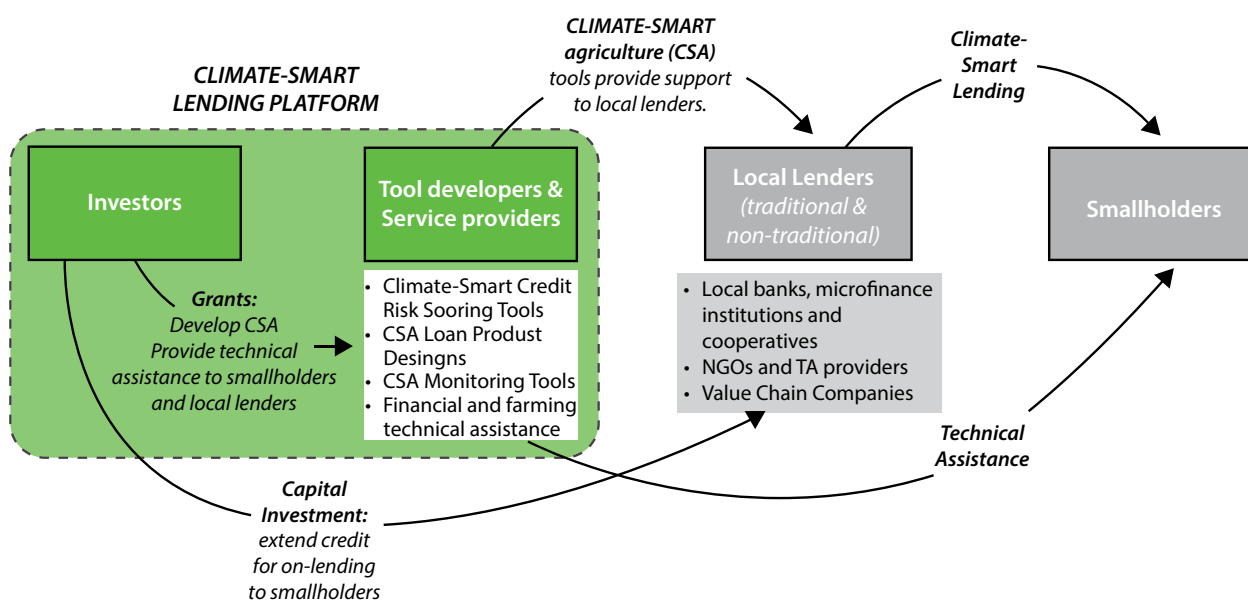 CLIMATE-SMART
LENDING PLATFORM
CLIMATE-SMART
agriculture (CSA)
tools provide support
to local lenders.
Climate-
Smart
Lending
Investors
Tool developers &
Service providers
Local Lenders
(traditional &
non-traditional)
Smallholders
Grants:
Develop CSA
Provide technical
assistance to smallholders
and local lenders
• Climate-Smart Credit
Risk Sooring Tools
• CSA Loan Produst
Desingns
• CSA Monitoring Tools
• Financial and farming
technical assistance
• Local banks, microfinance
institutions and
cooperatives
• NGOs and TA providers
• Value Chain Companies
Technical
Assistance
Capital
Investment:
extend credit
for on-lending
to smallholders